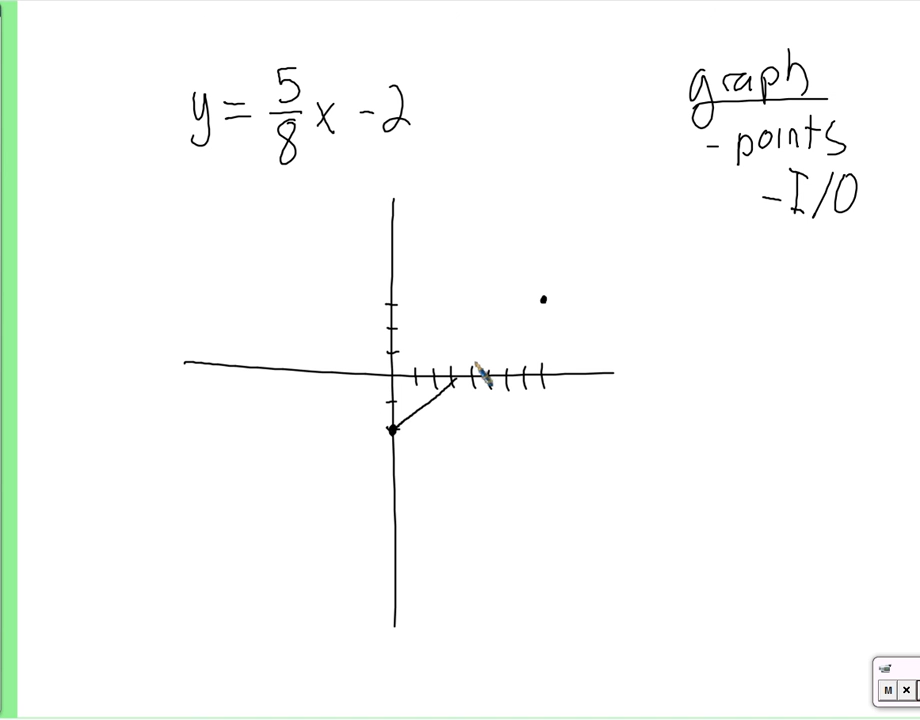 y = 5/8 x - 2
graph
- points
- I/O
M ×